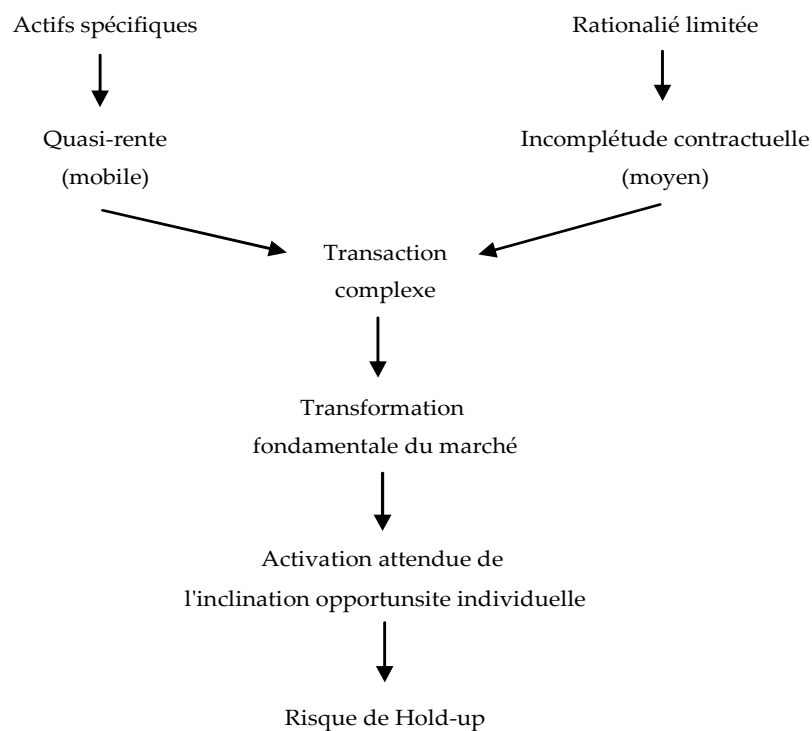 Actifs spécifiques
Rationalié limitée
Quasi-rente
(mobile)
Incomplétude contractuelle
(moyen)
Transaction
complexe
Transformation
fondamentale du marché
Activation attendue de
l'inclination opportunsite individuelle
Risque de Hold-up